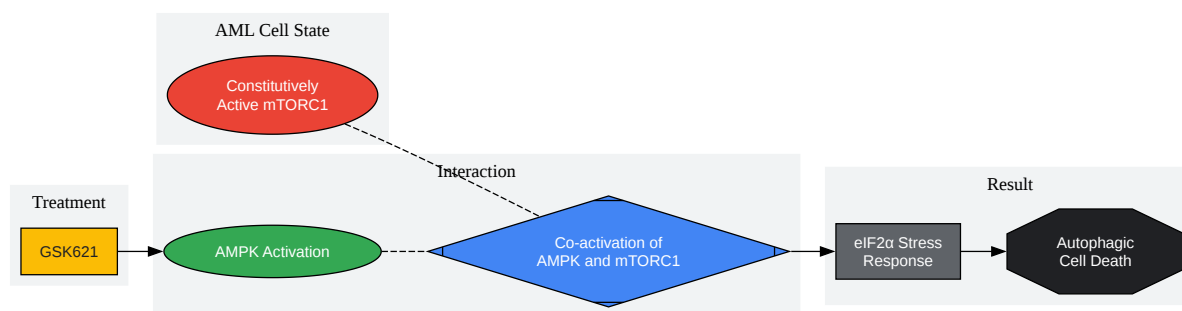 AML Cell State
Constitutively
Active mTORC1
Interaction
Treatment
GSK621
AMPK Activation
Co-activation of
AMPK and mTORC1
Result
eIF2α Stress
Response
Autophagic
Cell Death